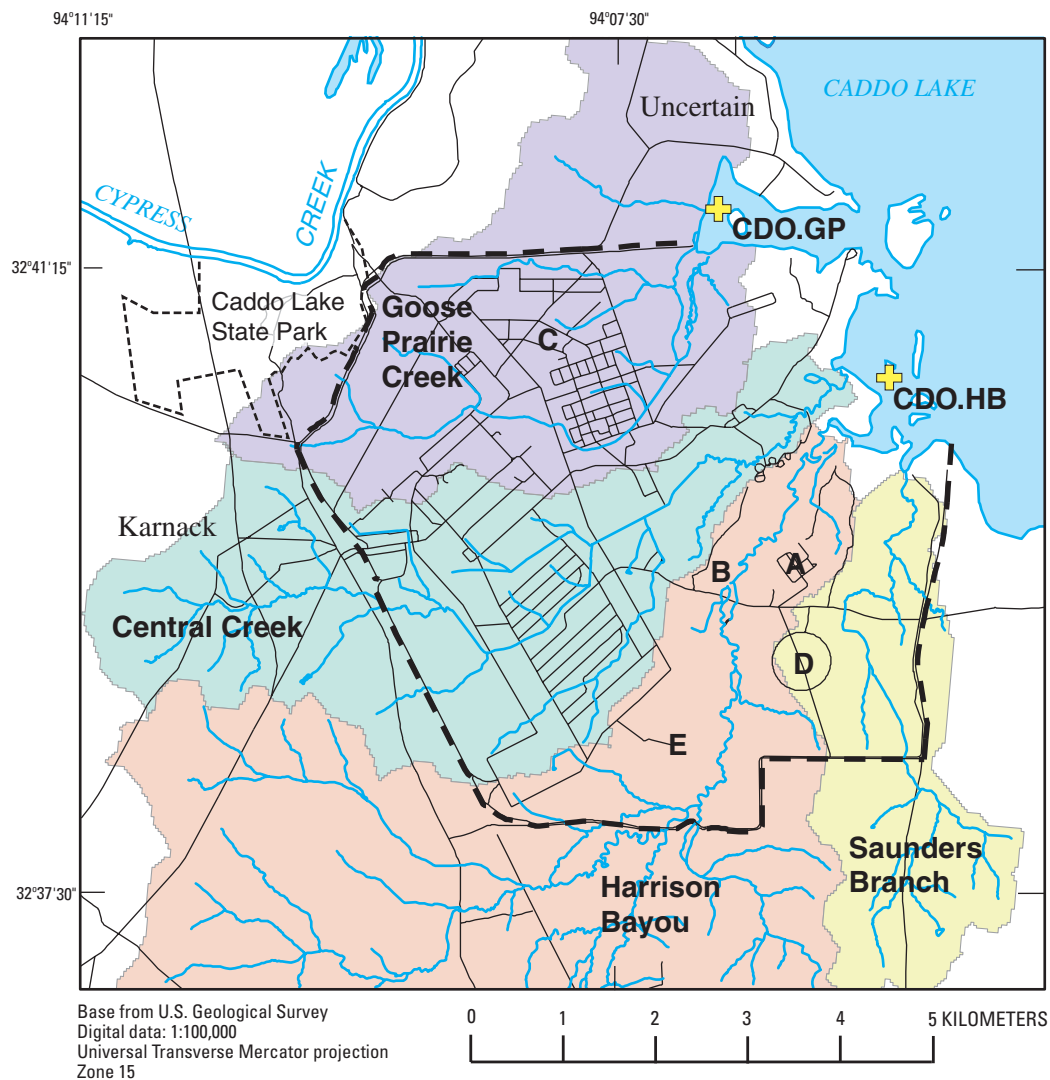 94°11'15"
94°07'30"
CADDO LAKE
Uncertain
CYPRESS
CREEK
CDO.GP
32°41'15"
Caddo Lake
State Park
Goose
Prairie
Creek
C
CDO.HB
Karnack
B
A
Central Creek
D
E
Saunders
Branch
32°37'30"
Harrison
Bayou
Base from U.S. Geological Survey
Digital data: 1:100,000
Universal Transverse Mercator projection
Zone 15
0 1 2 3 4 5 KILOMETERS